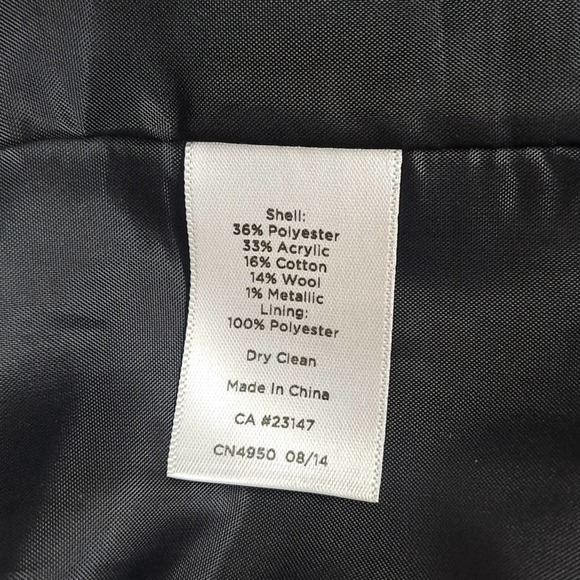 Shell:
36% Polyester
33% Acrylic
16% Cotton
14% Wool
1% Metallic
Lining:
100% Polyester
Dry Clean
Made In China
CA #23147
CN4950 08/14